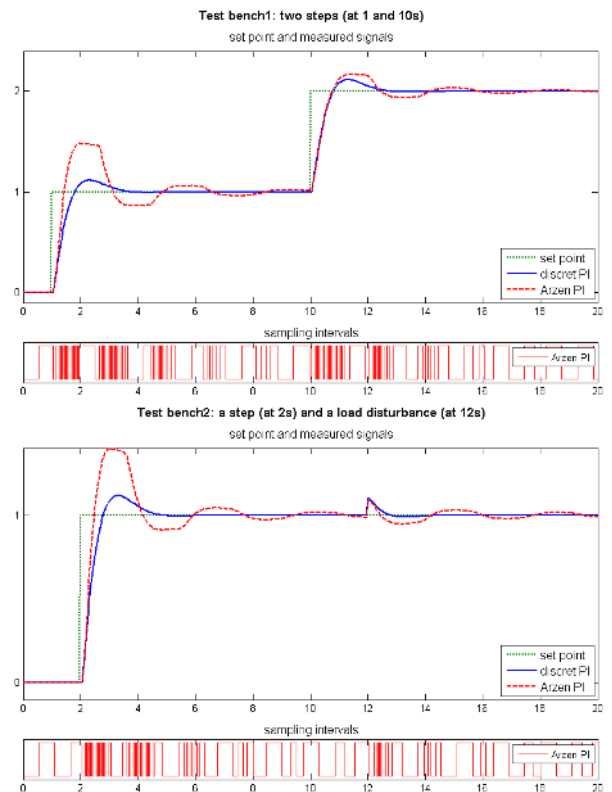 Test bench1: two steps (at 1 and 10s)
set point and measured signals
2
1
0
set point
discret PI
Arzen PI
0 2 4 6 8 10 12 14 16 18 20
sampling intervals
Arzen PI
0 2 4 6 8 10 12 14 16 18 20
Test bench2: a step (at 2s) and a load disturbance (at 12s)
set point and measured signals
1
0
set point
discret PI
Arzen PI
0 2 4 6 8 10 12 14 16 18 20
sampling intervals
Arzen PI
0 2 4 6 8 10 12 14 16 18 20